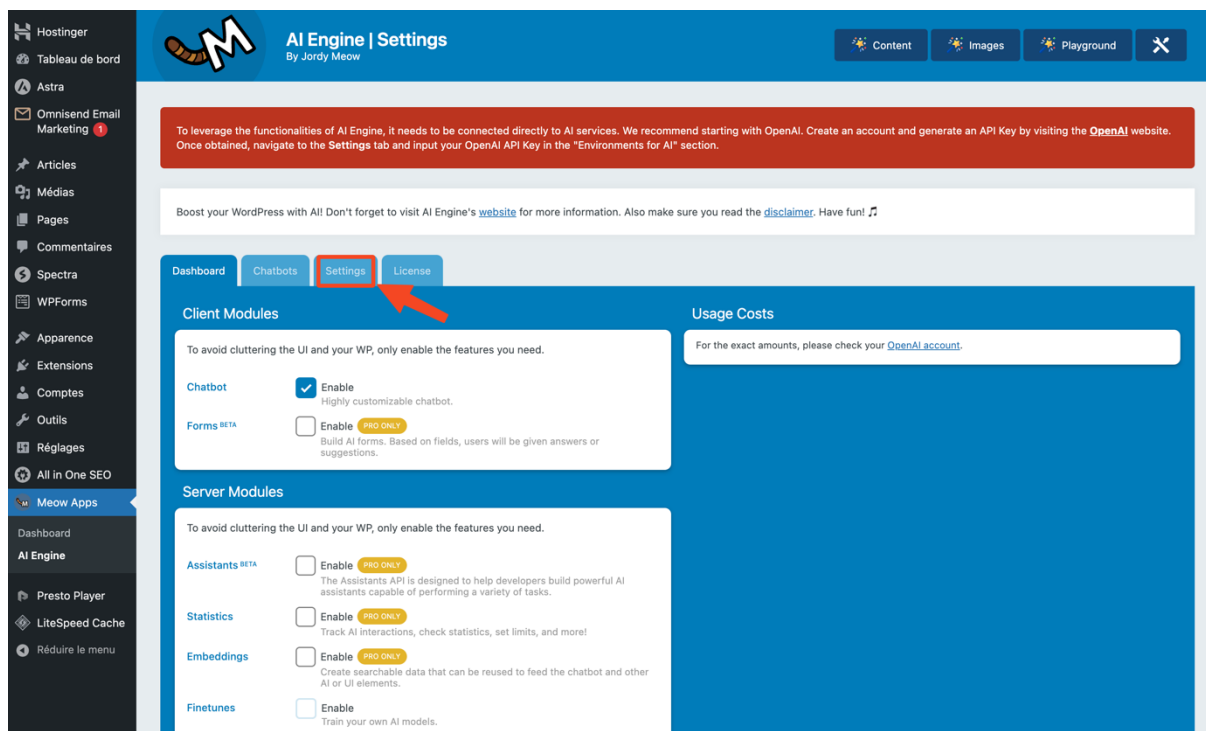 Hostinger
Tableau de bord
Astra
Omnisend Email
Marketing 1
Articles
Médias
Pages
Commentaires
Spectra
WPForms
Apparence
Extensions
Comptes
Outils
Réglages
All in One SEO
Meow Apps
Dashboard
AI Engine
Presto Player
LiteSpeed Cache
Réduire le menu
AI Engine | Settings
By Jordy Meow
Content
Images
Playground
To leverage the functionalities of AI Engine, it needs to be connected directly to AI services. We recommend starting with OpenAI. Create an account and generate an API Key by visiting the OpenAI website.
Once obtained, navigate to the Settings tab and input your OpenAI API Key in the "Environments for AI" section.
Boost your WordPress with AI! Don't forget to visit AI Engine's website for more information. Also make sure you read the disclaimer. Have fun! 🎵
Dashboard
Chatbots
Settings
License
Client Modules
To avoid cluttering the UI and your WP, only enable the features you need.
Chatbot
Enable
Highly customizable chatbot.
Forms BETA
Enable PRO ONLY
Build AI forms. Based on fields, users will be given answers or
suggestions.
Server Modules
To avoid cluttering the UI and your WP, only enable the features you need.
Assistants BETA
Enable PRO ONLY
The Assistants API is designed to help developers build powerful AI
assistants capable of performing a variety of tasks.
Statistics
Enable PRO ONLY
Track AI interactions, check statistics, set limits, and more!
Embeddings
Enable PRO ONLY
Create searchable data that can be reused to feed the chatbot and other
AI or UI elements.
Finetunes
Enable
Train your own AI models.
Usage Costs
For the exact amounts, please check your OpenAI account.